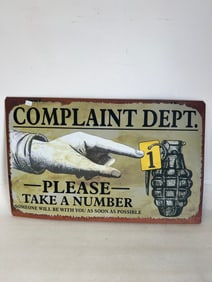 COMPLAINT DEPT.
1
PLEASE
TAKE A NUMBER
SOMEONE WILL BE WITH YOU AS SOON AS POSSIBLE